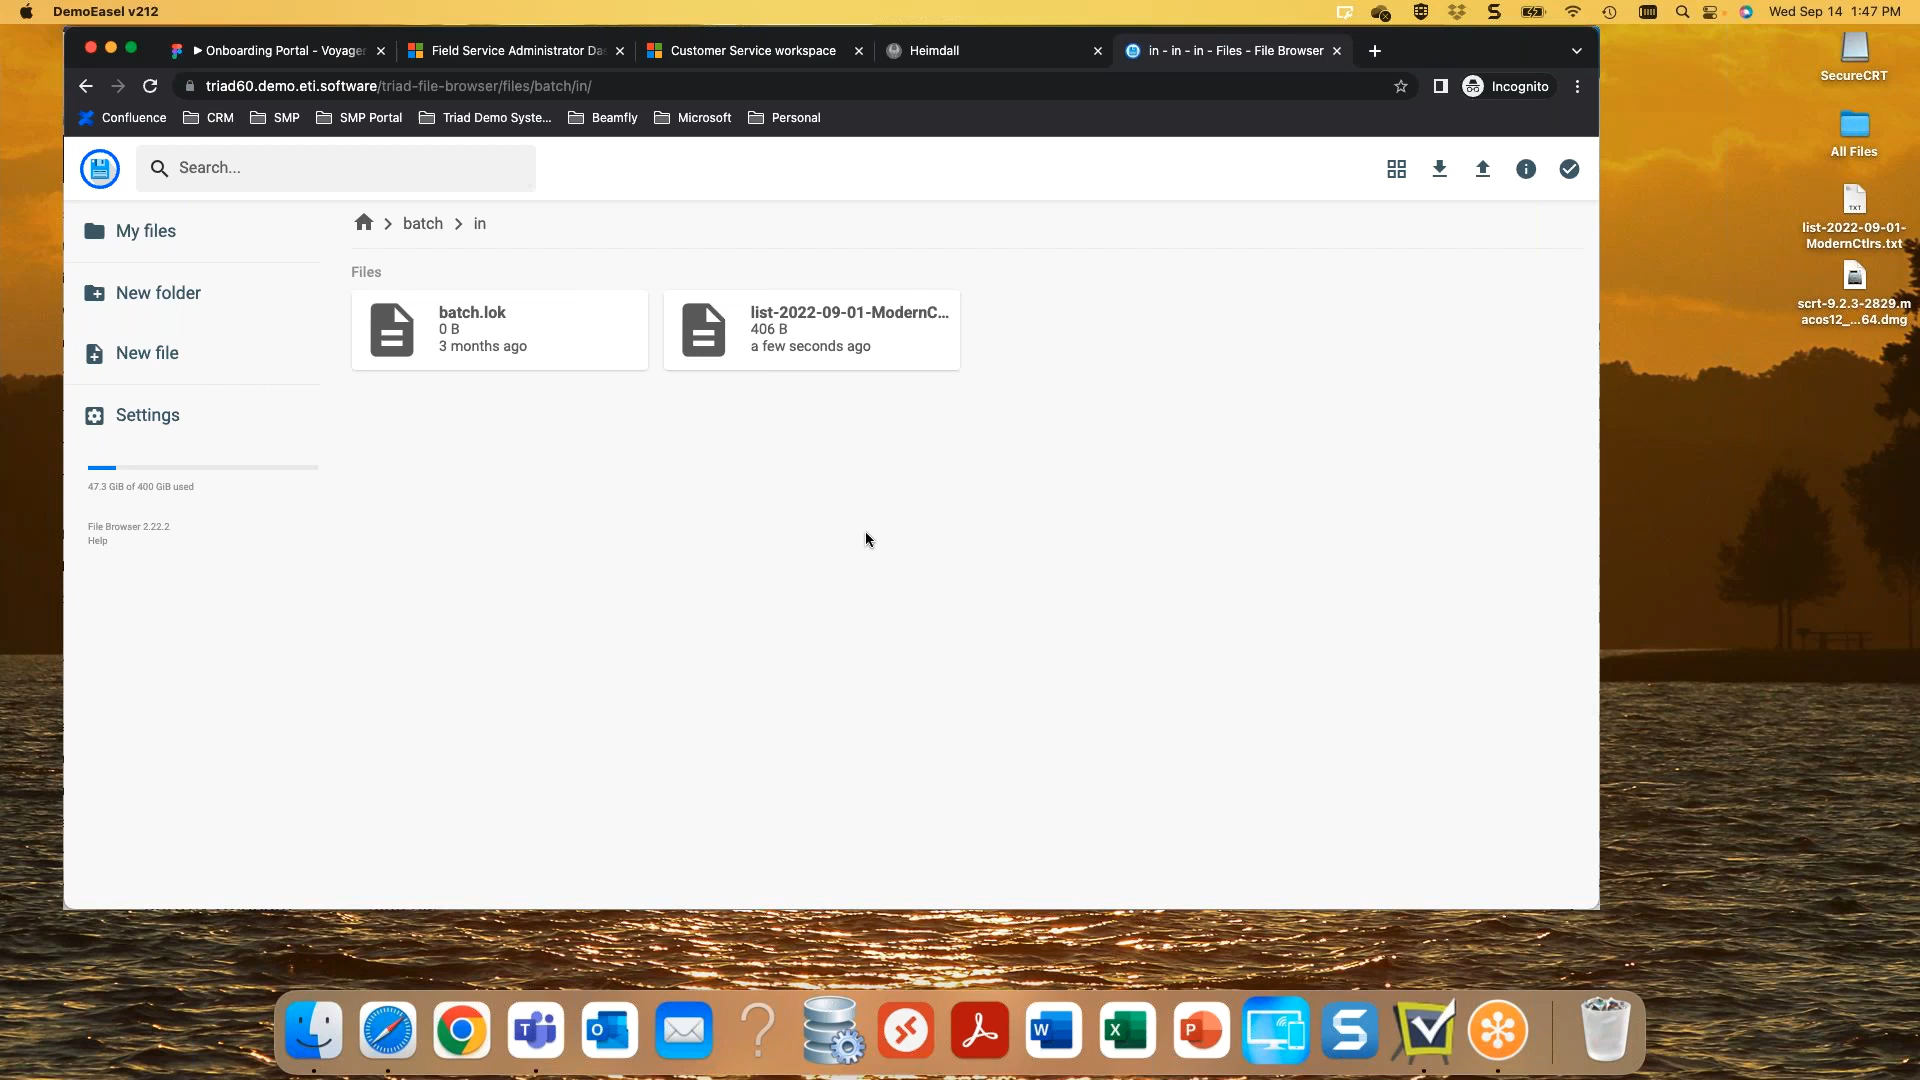 DemoEasel v212
Wed Sep 14 1:47 PM
Onboarding Portal - Voyager
Field Service Administrator Da
Customer Service workspace
Heimdall
in - in - in - Files - File Browser
triad60.demo.eti.software/triad-file-browser/files/batch/in/
Incognito
Confluence
CRM
SMP
SMP Portal
Triad Demo Syste...
Beamfly
Microsoft
Personal
Search...
My files
New folder
New file
Settings
47.3 GiB of 400 GiB used
File Browser 2.22.2
Help
batch
in
Files
batch.lok
0 B
3 months ago
list-2022-09-01-ModernC...
406 B
a few seconds ago
SecureCRT
All Files
TXT
list-2022-09-01-
ModernCtlrs.txt
scrt-9.2.3-2829.m
acos12_...64.dmg